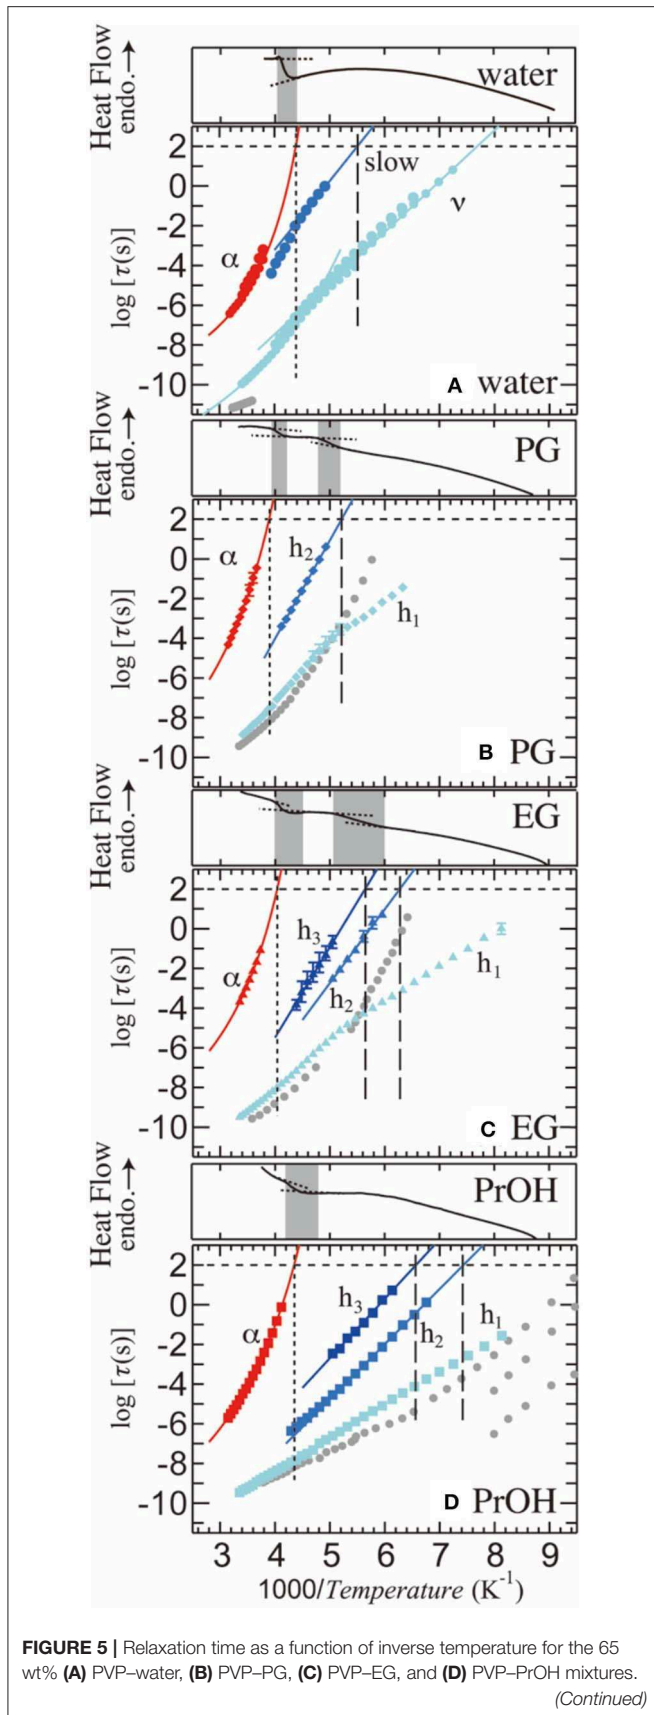 Heat Flow
endo.→
water
2
0
-2
-4
-6
-8
-10
log [τ(s)]
α
slow
ν
A water
Heat Flow
endo.→
PG
2
0
-2
-4
-6
-8
-10
log [τ(s)]
α
h2
h1
B PG
Heat Flow
endo.→
EG
2
0
-2
-4
-6
-8
-10
log [τ(s)]
α
h3
h2
h1
C EG
Heat Flow
endo.→
PrOH
2
0
-2
-4
-6
-8
-10
log [τ(s)]
α
h3
h2
h1
D PrOH
3 4 5 6 7 8 9
1000/Temperature (K⁻¹)
FIGURE 5 | Relaxation time as a function of inverse temperature for the 65
wt% (A) PVP–water, (B) PVP–PG, (C) PVP–EG, and (D) PVP–PrOH mixtures.
(Continued)